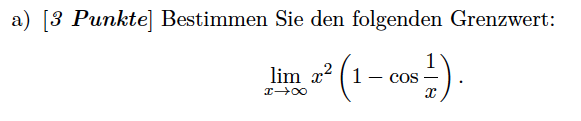 a) [3 Punkte] Bestimmen Sie den folgenden Grenzwert:
lim x→∞ x² (1 − cos 1/x).